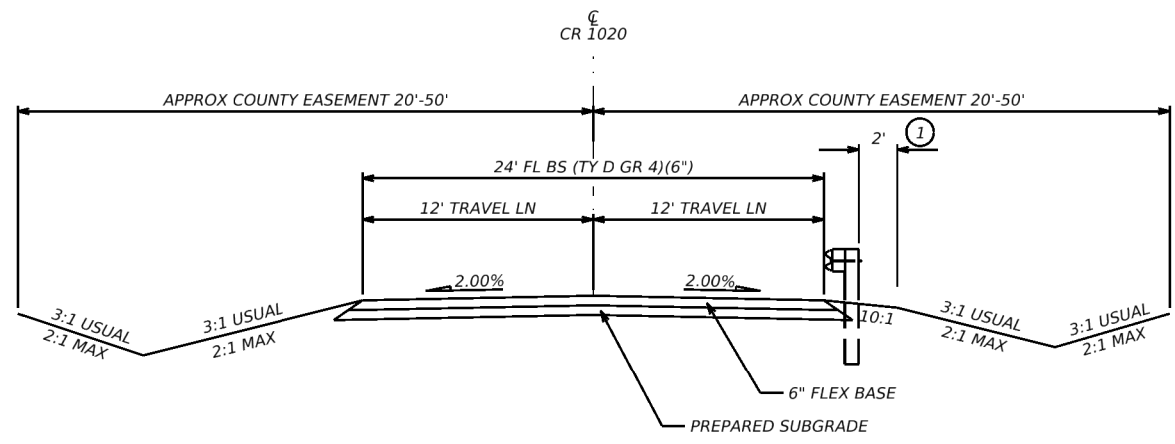 ℄
CR 1020
APPROX COUNTY EASEMENT 20'-50'
APPROX COUNTY EASEMENT 20'-50'
2'
1
24' FL BS (TY D GR 4)(6")
12' TRAVEL LN
12' TRAVEL LN
2.00%
2.00%
3:1 USUAL
2:1 MAX
3:1 USUAL
2:1 MAX
10:1
3:1 USUAL
2:1 MAX
3:1 USUAL
2:1 MAX
6" FLEX BASE
PREPARED SUBGRADE